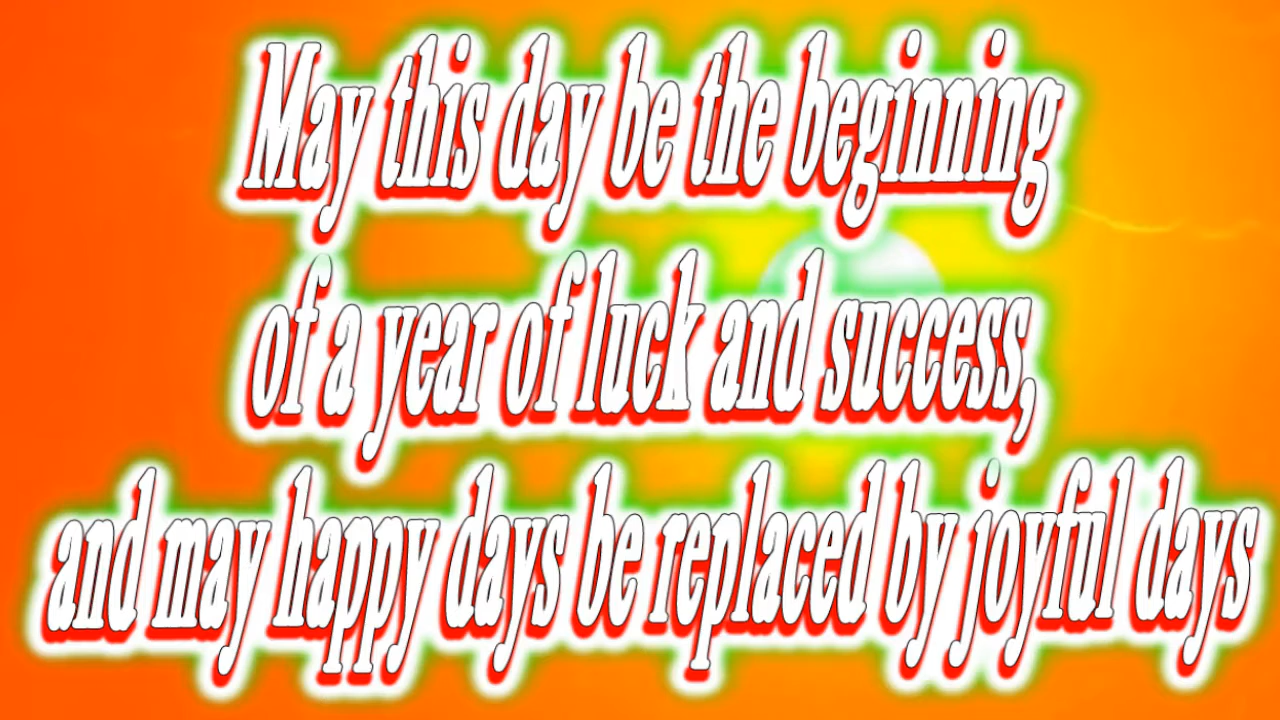 May this day be the beginning
of a year of luck and success,
and may happy days be replaced by joyful days